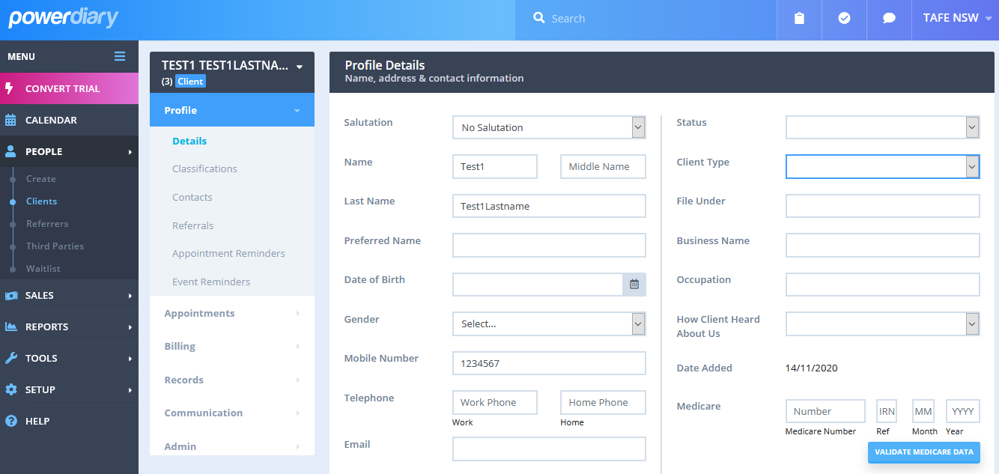 powerdiary
Search
TAFE NSW
MENU
CONVERT TRIAL
CALENDAR
PEOPLE
Create
Clients
Referrers
Third Parties
Waitlist
SALES
REPORTS
TOOLS
SETUP
HELP
TEST1 TEST1LASTNA...
(3) Client
Profile
Details
Classifications
Contacts
Referrals
Appointment Reminders
Event Reminders
Appointments
Billing
Records
Communication
Admin
Profile Details
Name, address & contact information
Salutation
No Salutation
Name
Test1
Middle Name
Last Name
Test1Lastname
Preferred Name
Date of Birth
Gender
Select...
Mobile Number
1234567
Telephone
Work Phone
Home Phone
Work
Home
Email
Status
Client Type
File Under
Business Name
Occupation
How Client Heard
About Us
Date Added
14/11/2020
Medicare
Number
IRN
MM
YYYY
Medicare Number
Ref
Month
Year
VALIDATE MEDICARE DATA